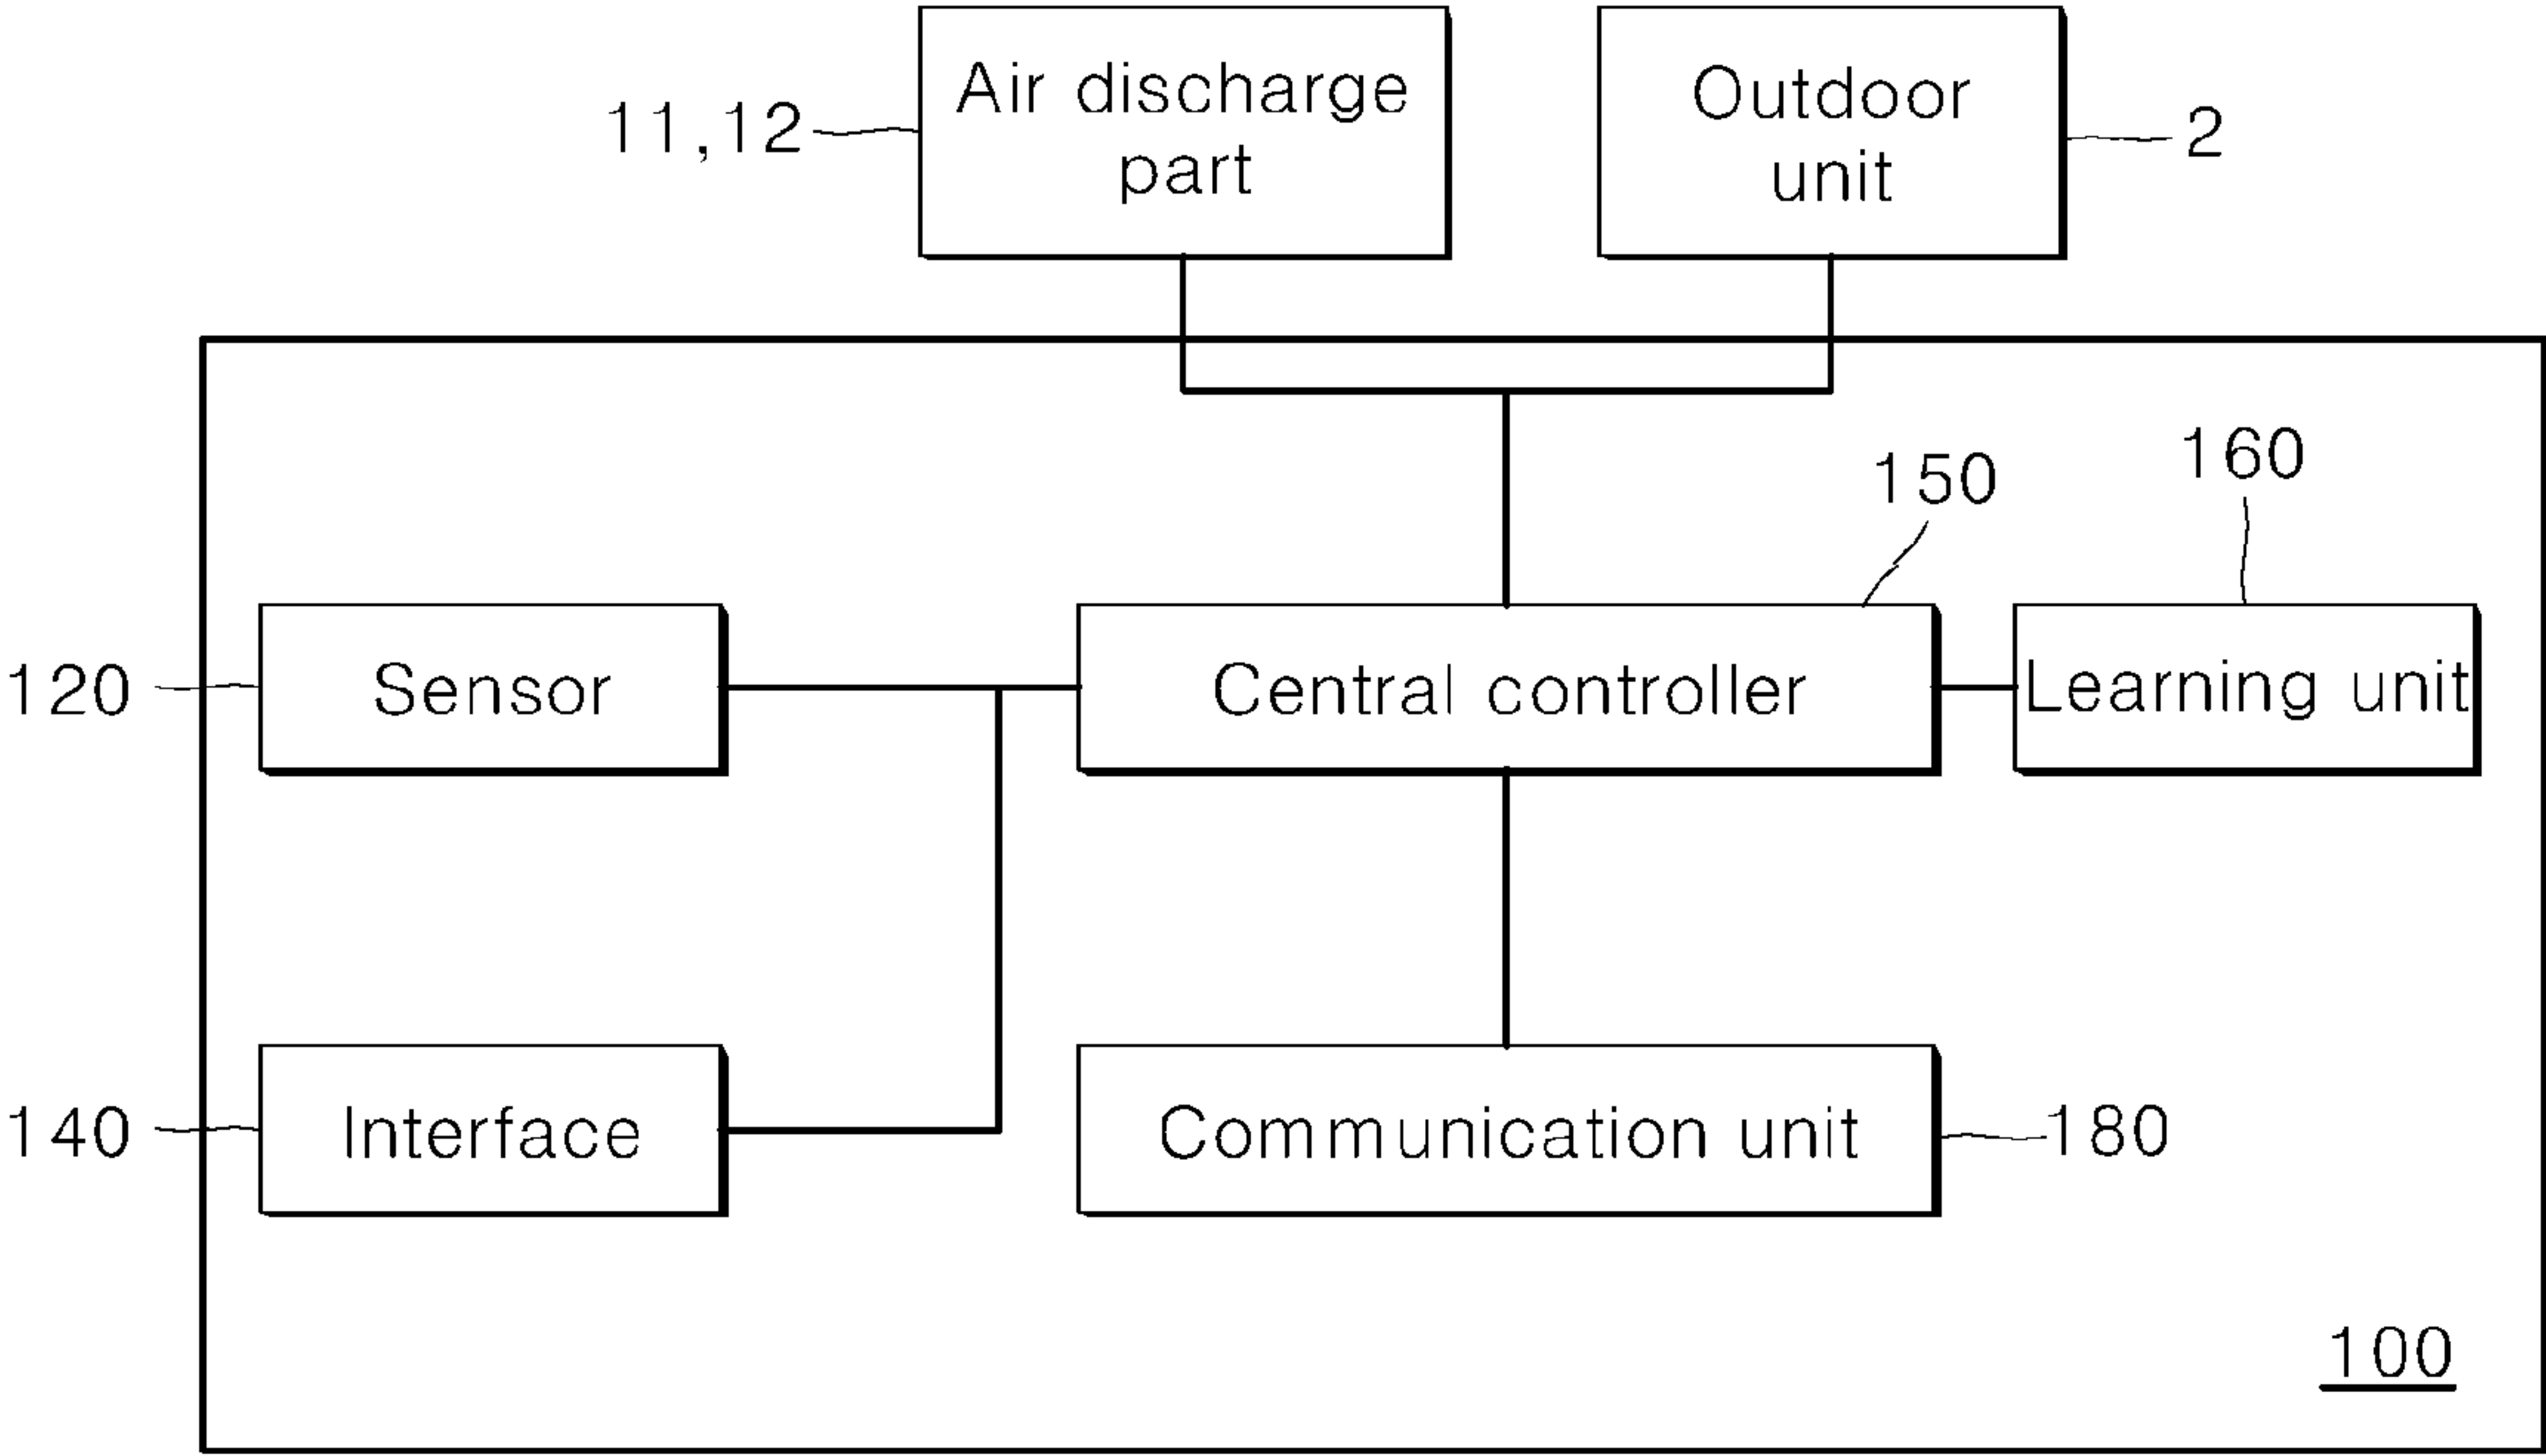 11,12
Air discharge
part
Outdoor
unit
2
150
160
120
Sensor
Central controller
Learning unit
140
Interface
Communication unit
180
100